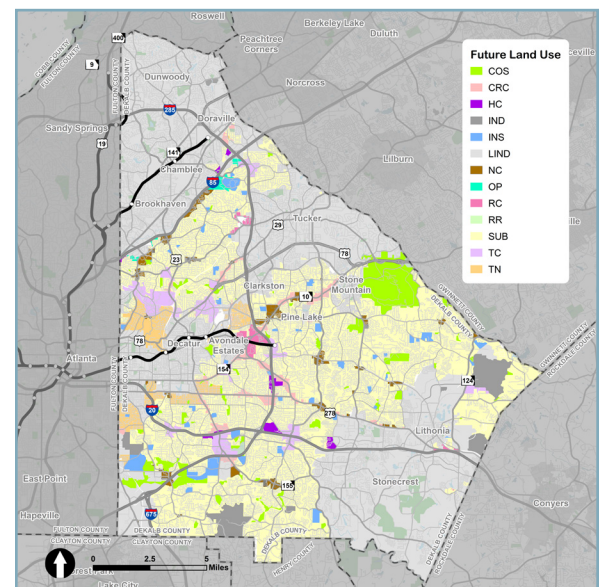 Roswell
Berkeley Lake
Duluth
Peachtree
Corners
400
9
COBB COUNTY
FULTON COUNTY
Dunwoody
Norcross
FULTON COUNTY
DEKALB COUNTY
285
Doraville
Sandy Springs
19
141
Chamblee
85
Lilburn
Brookhaven
Tucker
29
78
23
Clarkston
Stone
Mountain
10
Pine Lake
GWINNETT COUNTY
DEKALB COUNTY
78
Decatur
Avondale
Estates
Atlanta
154
124
GWINNETT COUNTY
ROCKDALE COUNTY
FULTON COUNTY
DEKALB COUNTY
20
278
Lithonia
East Point
155
Stonecrest
Conyers
Hapeville
675
FULTON COUNTY
CLAYTON COUNTY
DEKALB COUNTY
CLAYTON COUNTY
DEKALB COUNTY
HENRY COUNTY
DEKALB COUNTY
ROCKDALE COUNTY
0 2.5 5
Miles
Lake City
Future Land Use
COS
CRC
HC
IND
INS
LIND
NC
OP
RC
RR
SUB
TC
TN